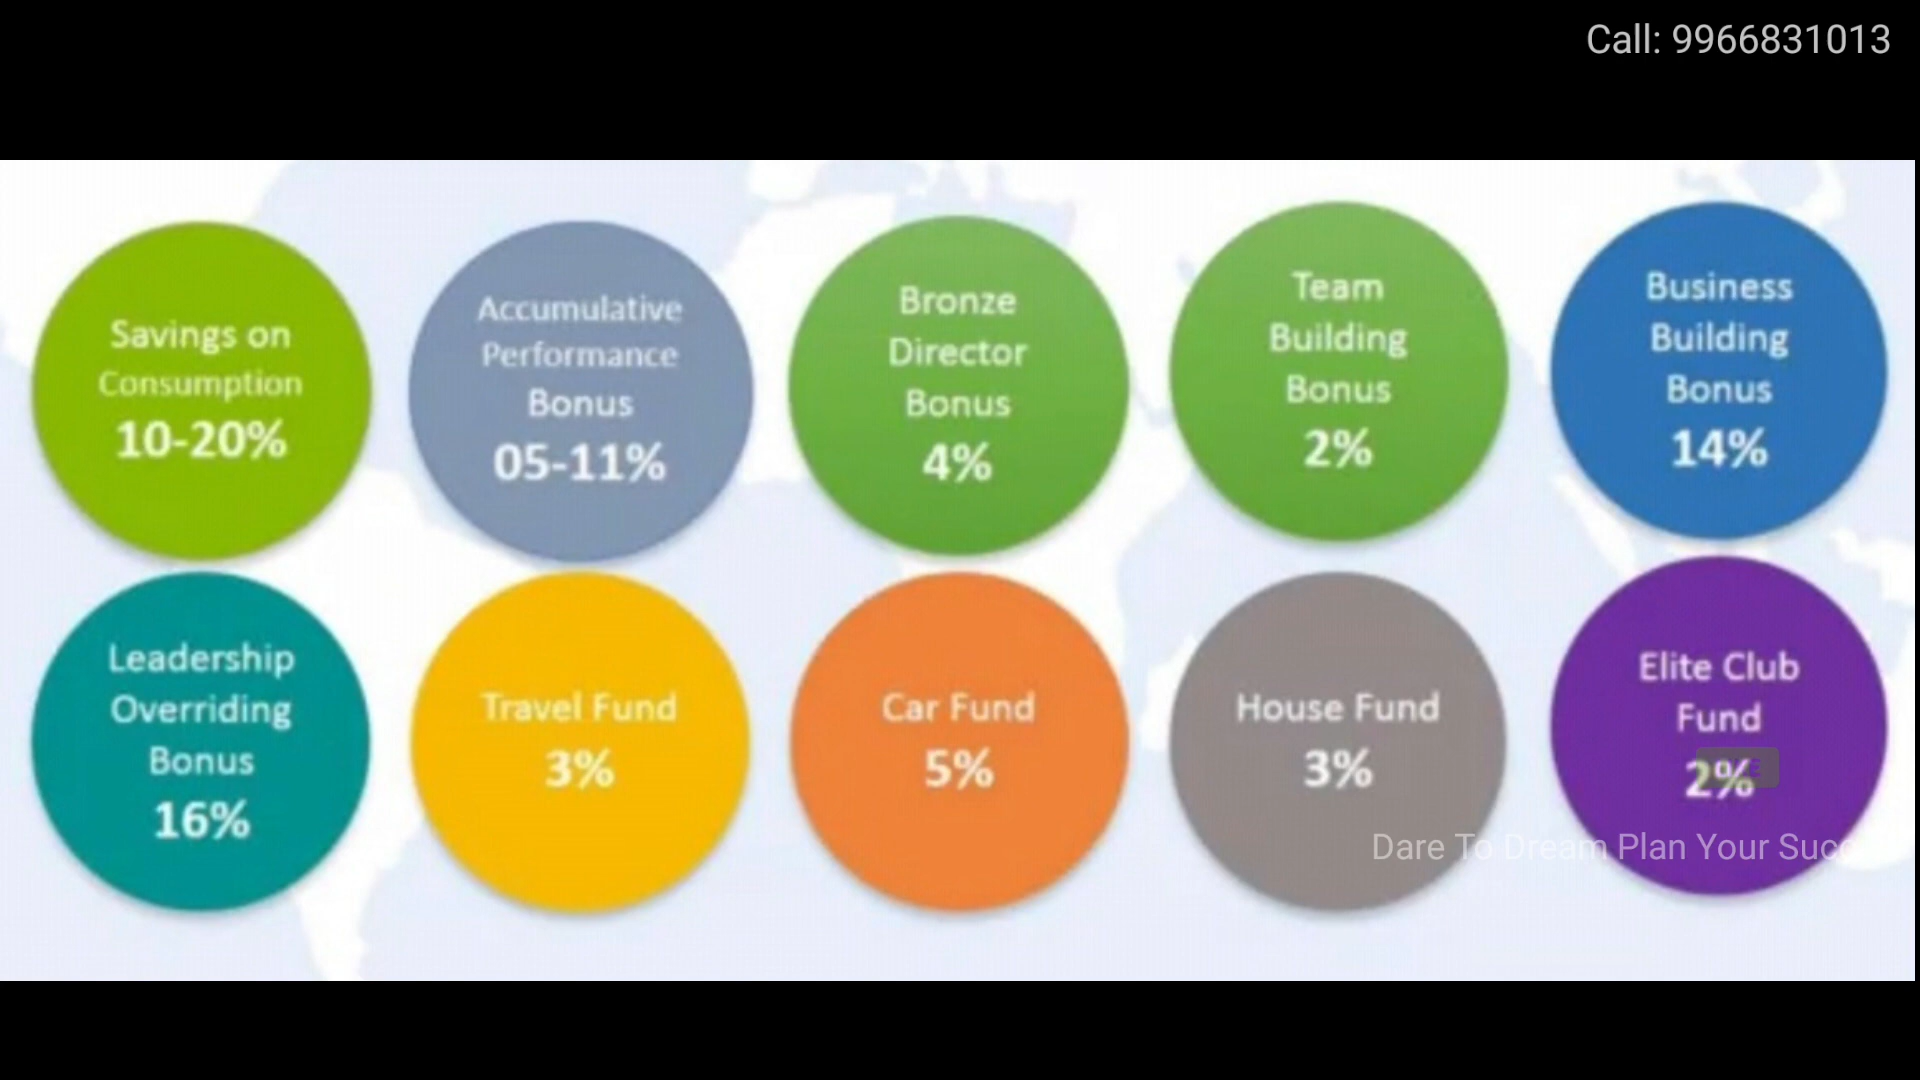 Call: 9966831013
Savings on
Consumption
10-20%
Accumulative
Performance
Bonus
05-11%
Bronze
Director
Bonus
4%
Team
Building
Bonus
2%
Business
Building
Bonus
14%
Leadership
Overriding
Bonus
16%
Travel Fund
3%
Car Fund
5%
House Fund
3%
Elite Club
Fund
2%
Dare To Dream Plan Your Succ